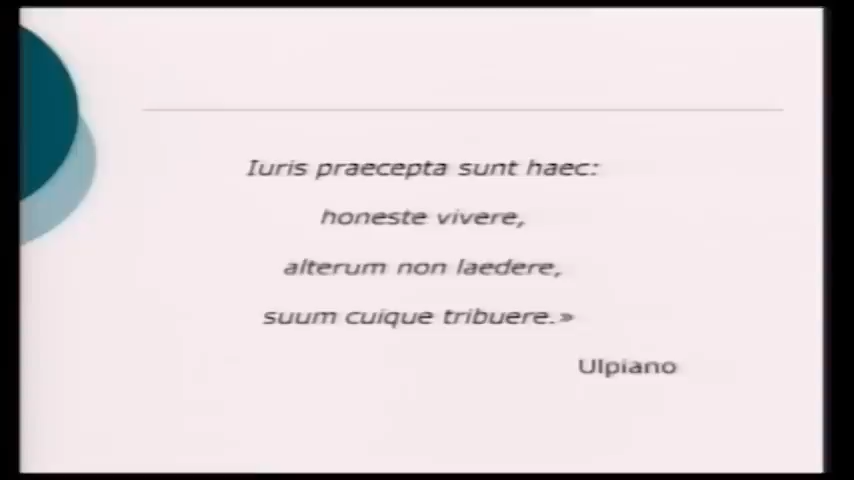 Iuris praecepta sunt haec:
honeste vivere,
alterum non laedere,
suum cuique tribuere.»
Ulpiano